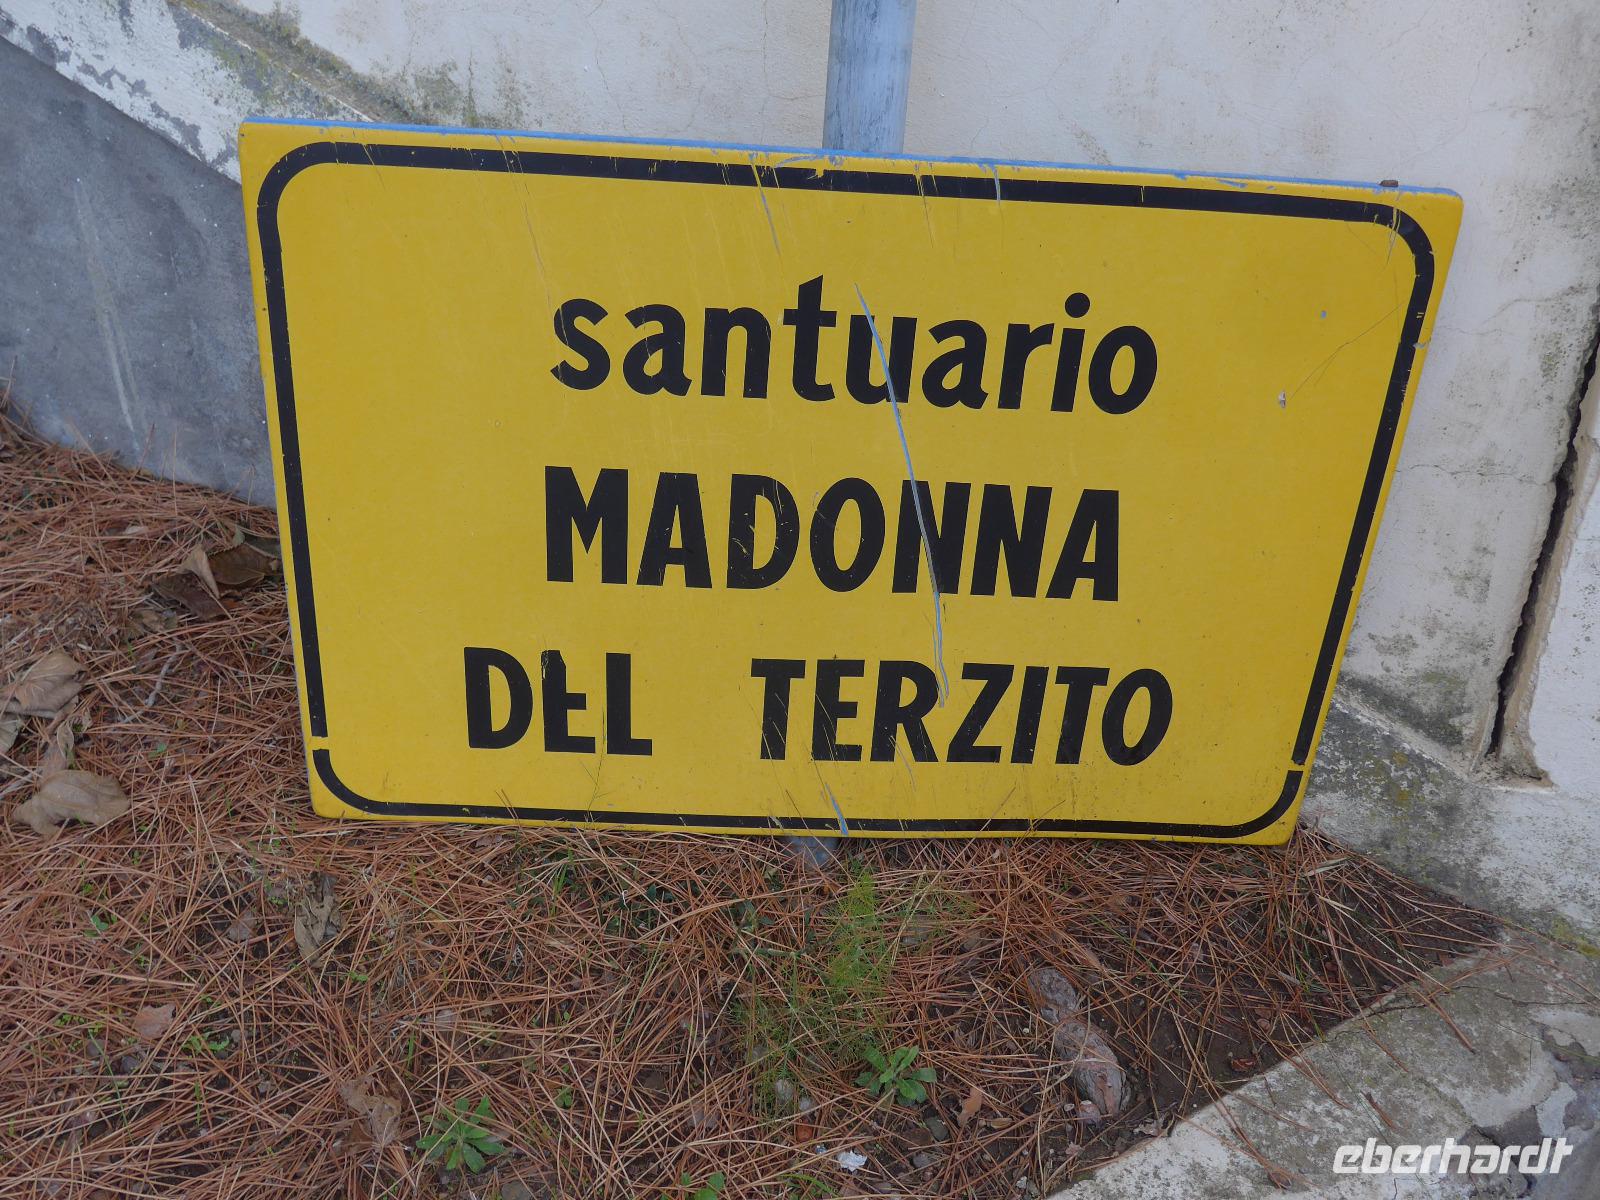 santuario
MADONNA
DEL TERZITO
eberhardt